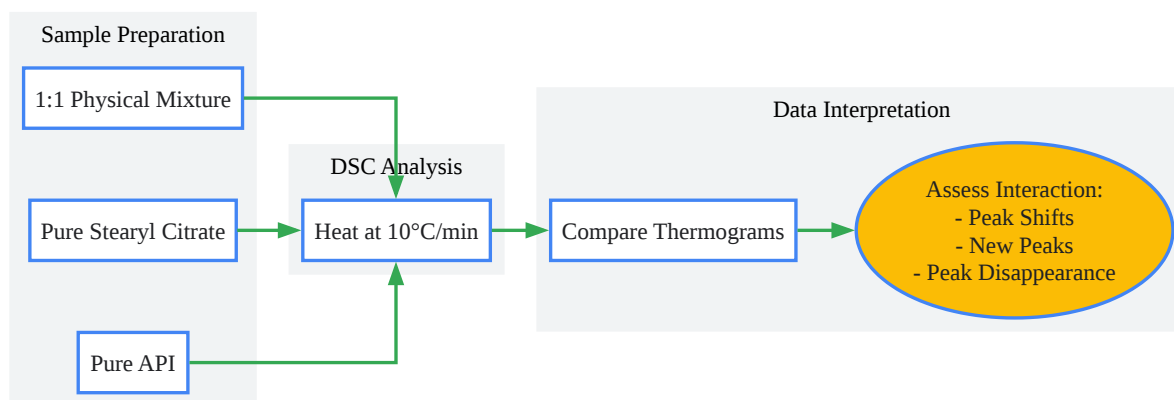 Sample Preparation
1:1 Physical Mixture
Pure Stearyl Citrate
Pure API
DSC Analysis
Heat at 10°C/min
Data Interpretation
Compare Thermograms
Assess Interaction:
- Peak Shifts
- New Peaks
- Peak Disappearance